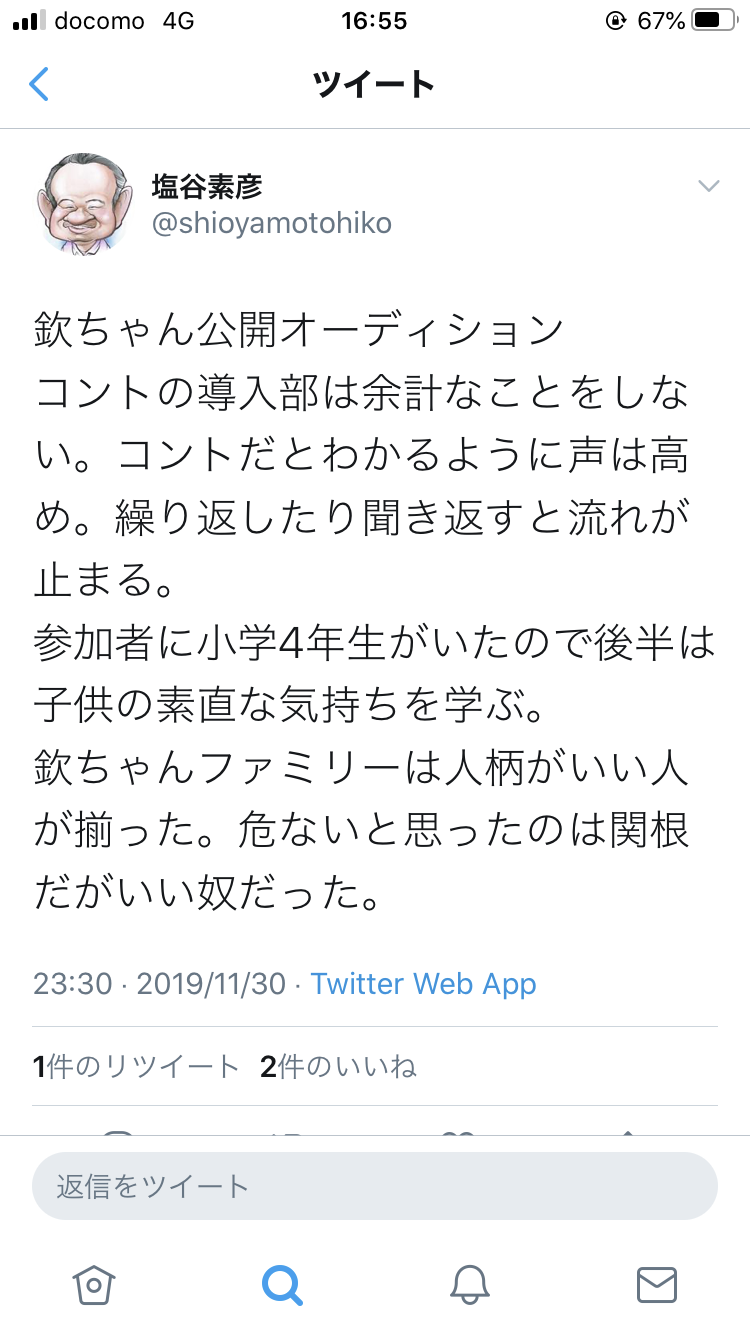 docomo 4G 16:55 67%
ツイート
塩谷素彦
@shioyamotohiko
欽ちゃん公開オーディション
コントの導入部は余計なことをしな
い。コントだとわかるように声は高
め。繰り返したり聞き返すと流れが
止まる。
参加者に小学4年生がいたので後半は
子供の素直な気持ちを学ぶ。
欽ちゃんファミリーは人柄がいい人
が揃った。危ないと思ったのは関根
だがいい奴だった。
23:30 · 2019/11/30 · Twitter Web App
1件のリツイート 2件のいいね
返信をツイート